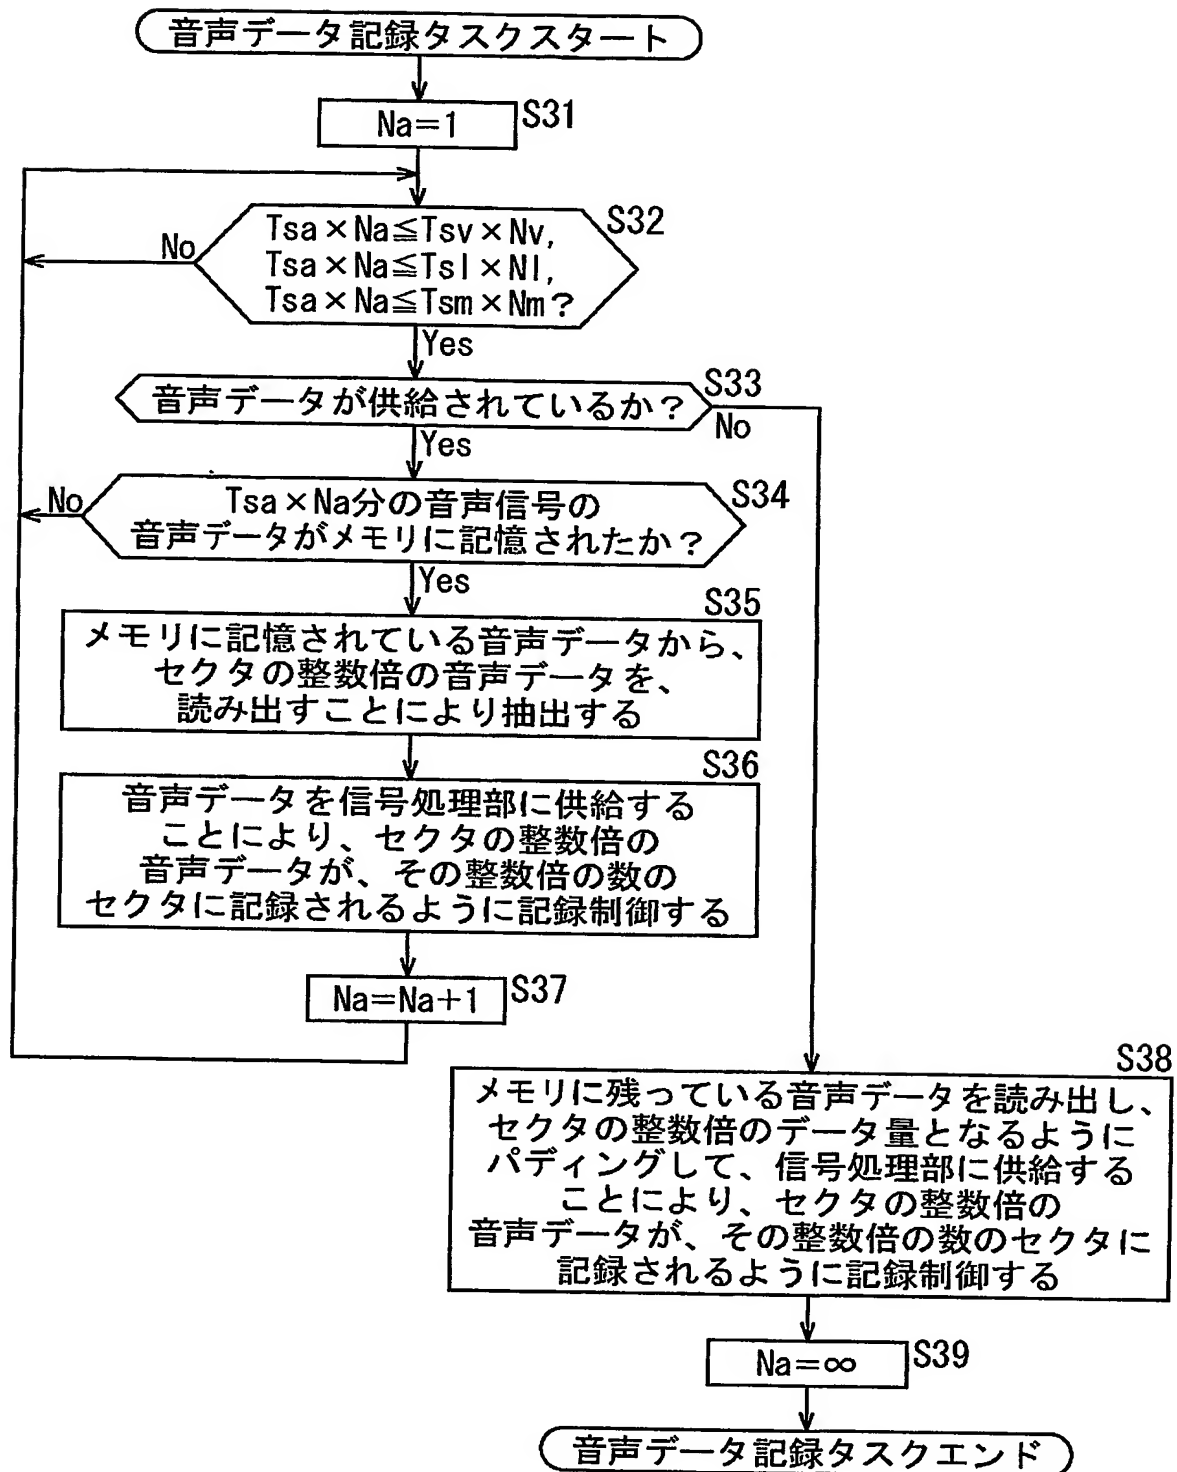 音声データ記録タスクスタート
Na=1
S31
S32
Tsa×Na≦Tsv×Nv,
Tsa×Na≦Tsl×Nl,
Tsa×Na≦Tsm×Nm?
No
Yes
S33
音声データが供給されているか?
No
Yes
S34
Tsa×Na分の音声信号の
音声データがメモリに記憶されたか?
No
Yes
S35
メモリに記憶されている音声データから、
セクタの整数倍の音声データを、
読み出すことにより抽出する
S36
音声データを信号処理部に供給する
ことにより、セクタの整数倍の
音声データが、その整数倍の数の
セクタに記録されるように記録制御する
Na=Na+1
S37
S38
メモリに残っている音声データを読み出し、
セクタの整数倍のデータ量となるように
パディングして、信号処理部に供給する
ことにより、セクタの整数倍の
音声データが、その整数倍の数のセクタに
記録されるように記録制御する
Na=∞
S39
音声データ記録タスクエンド